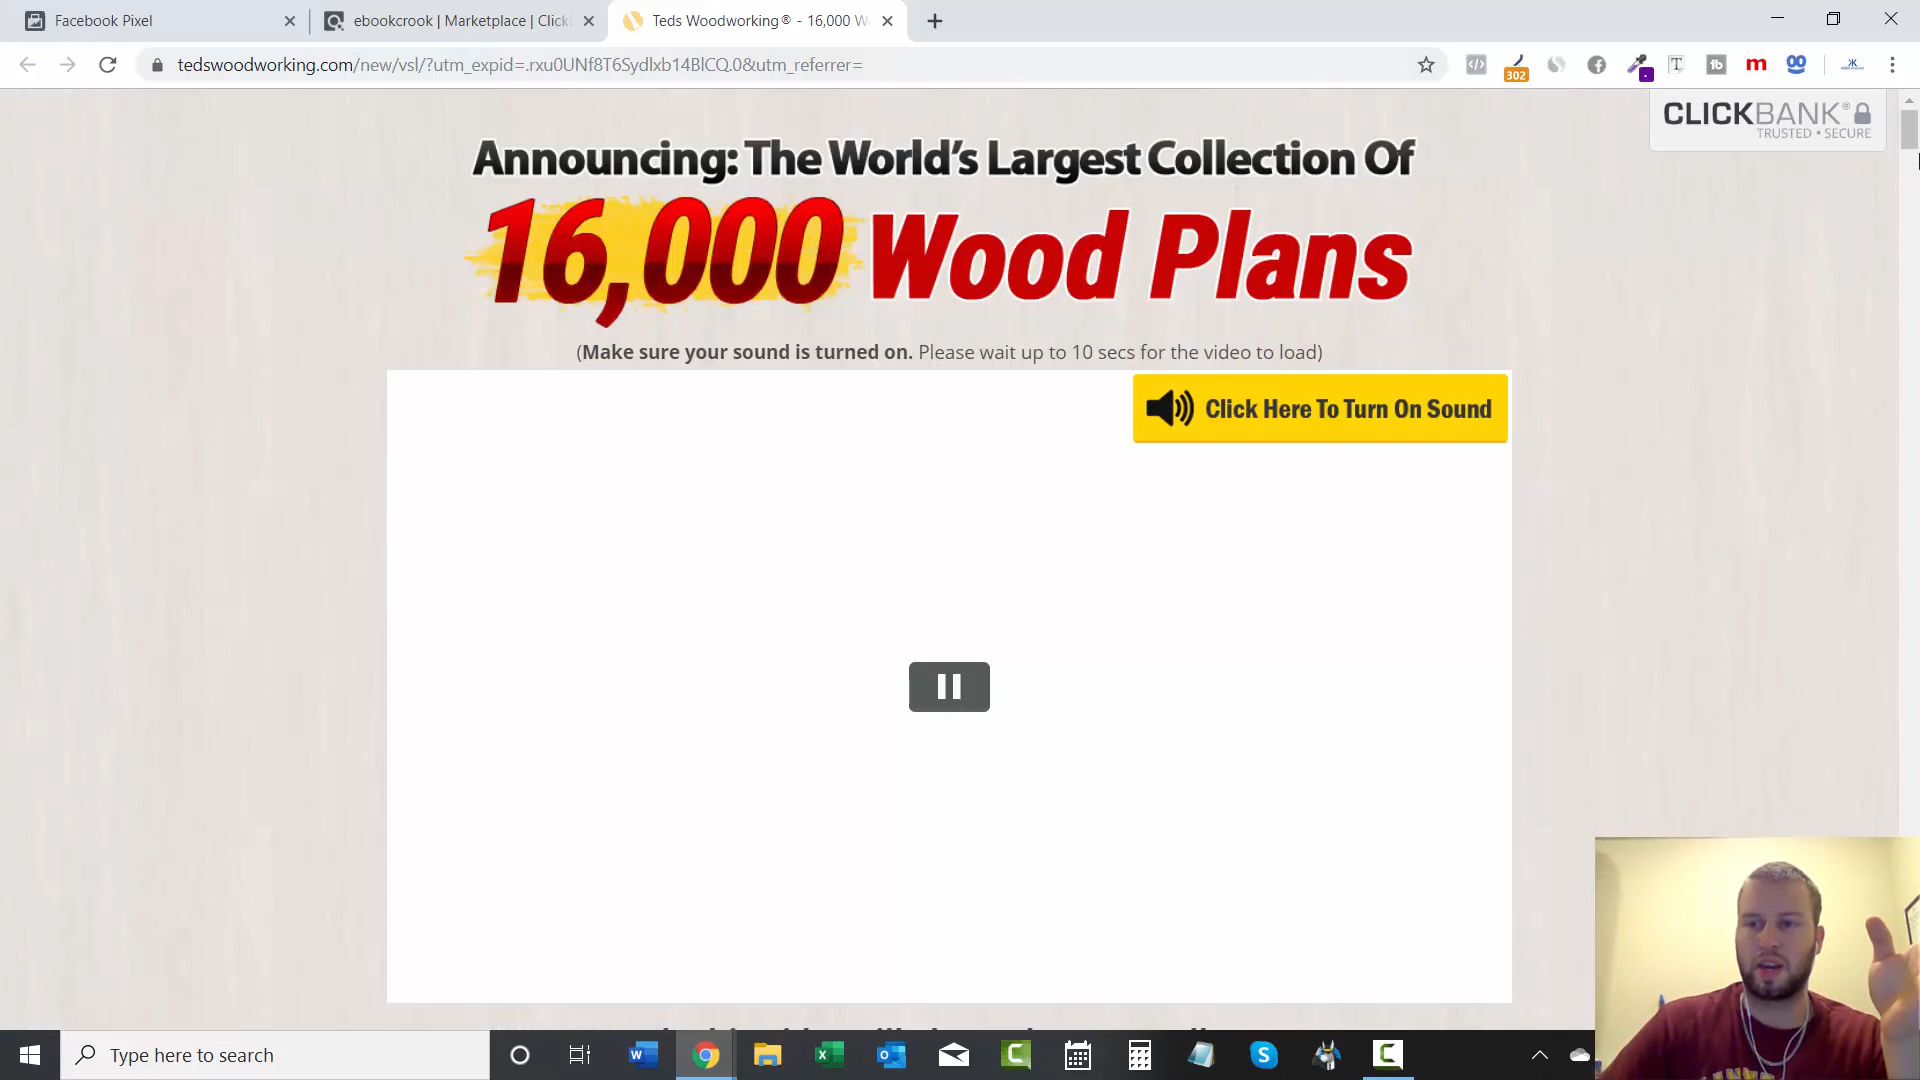 Facebook Pixel
ebookcrook | Marketplace | Click
Teds Woodworking® - 16,000 W
tedswoodworking.com/new/vsl/?utm_expid=.rxu0UNf8T6Sydlxb14BlCQ.0&utm_referrer=
302
T
tb
m
CLICKBANK®
TRUSTED • SECURE
Announcing: The World's Largest Collection Of
16,000 Wood Plans
(Make sure your sound is turned on. Please wait up to 10 secs for the video to load)
Click Here To Turn On Sound
Type here to search